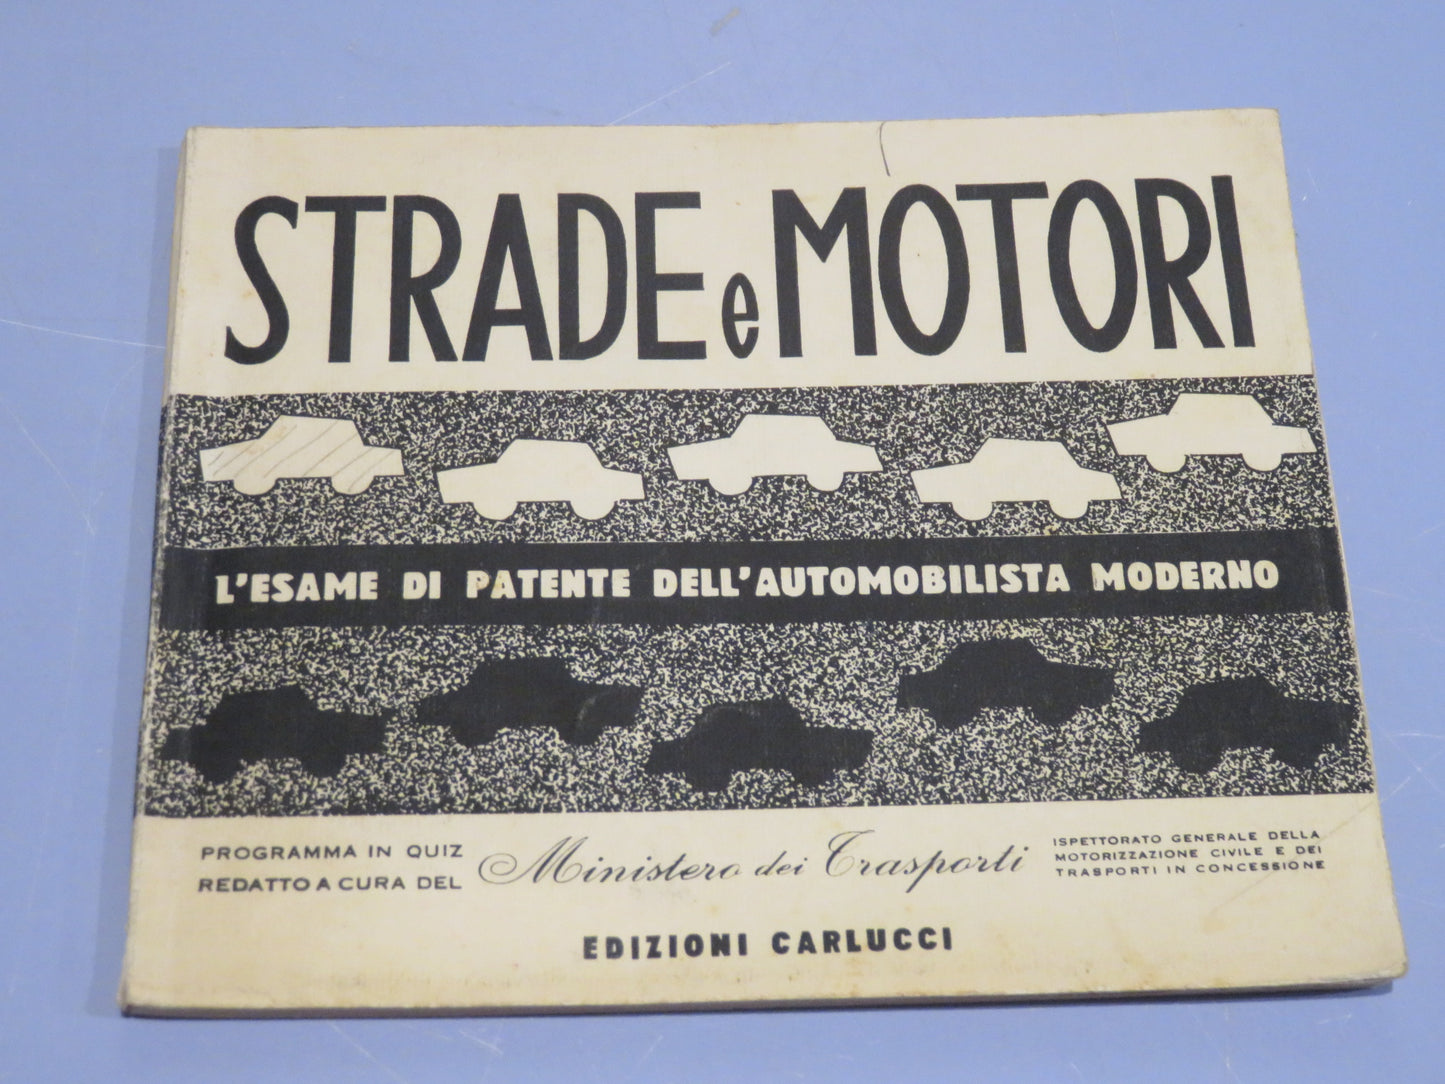 STRADE e MOTORI
L'ESAME DI PATENTE DELL'AUTOMOBILISTA MODERNO
PROGRAMMA IN QUIZ
REDATTO A CURA DEL
Ministero dei Trasporti
ISPETTORATO GENERALE DELLA
MOTORIZZAZIONE CIVILE E DEI
TRASPORTI IN CONCESSIONE
EDIZIONI CARLUCCI